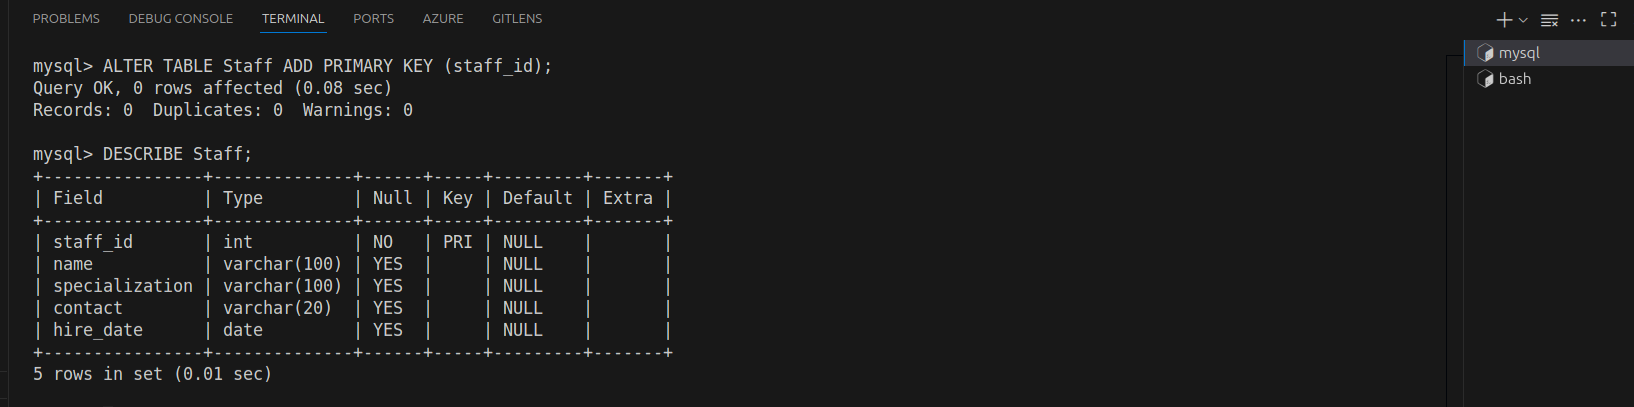 PROBLEMS DEBUG CONSOLE TERMINAL PORTS AZURE GITLENS
mysql> ALTER TABLE Staff ADD PRIMARY KEY (staff_id);
Query OK, 0 rows affected (0.08 sec)
Records: 0  Duplicates: 0  Warnings: 0
mysql> DESCRIBE Staff;
+----------------+--------------+------+-----+---------+-------+
| Field          | Type         | Null | Key | Default | Extra |
+----------------+--------------+------+-----+---------+-------+
| staff_id       | int          | NO   | PRI | NULL    |       |
| name           | varchar(100) | YES  |     | NULL    |       |
| specialization | varchar(100) | YES  |     | NULL    |       |
| contact        | varchar(20)  | YES  |     | NULL    |       |
| hire_date      | date         | YES  |     | NULL    |       |
+----------------+--------------+------+-----+---------+-------+
5 rows in set (0.01 sec)
mysql
bash